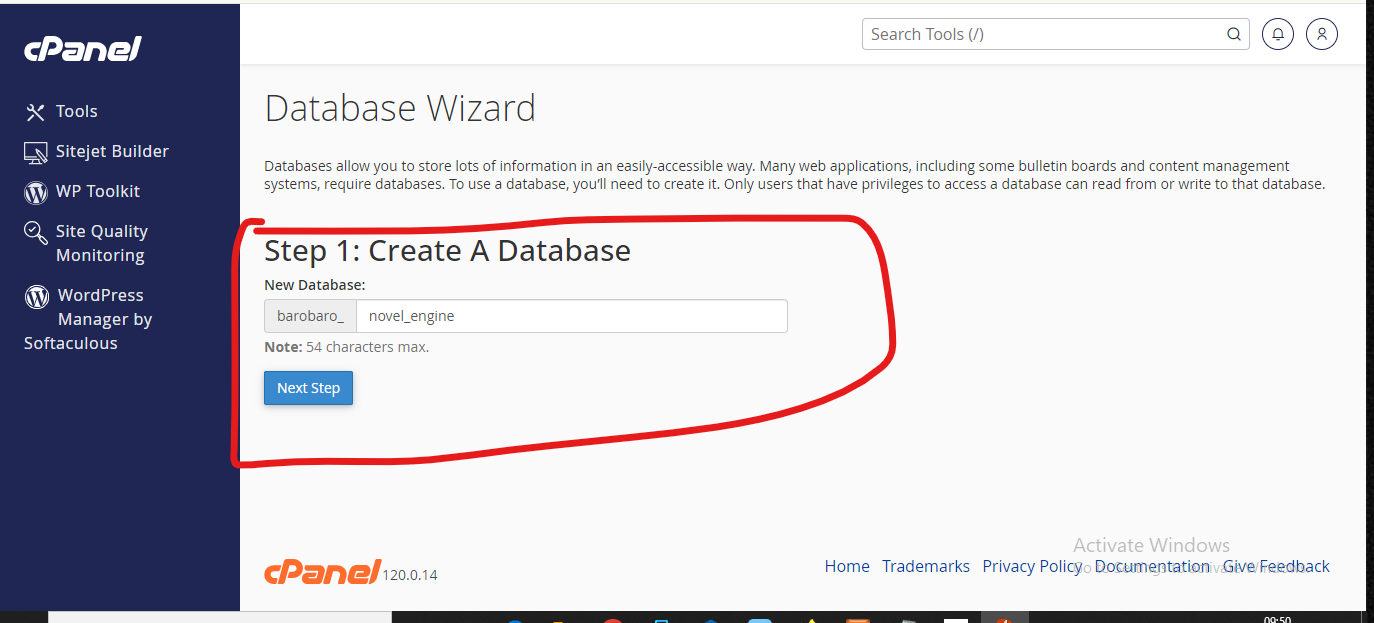 cPanel
Search Tools (/)
Tools
Sitejet Builder
WP Toolkit
Site Quality
Monitoring
WordPress
Manager by
Softaculous
Database Wizard
Databases allow you to store lots of information in an easily-accessible way. Many web applications, including some bulletin boards and content management
systems, require databases. To use a database, you’ll need to create it. Only users that have privileges to access a database can read from or write to that database.
Step 1: Create A Database
New Database:
barobaro_ novel_engine
Note: 54 characters max.
Next Step
cPanel 120.0.14
Home Trademarks Privacy Policy Documentation Give Feedback
Activate Windows
Go to Settings to activate Windows.
09:50